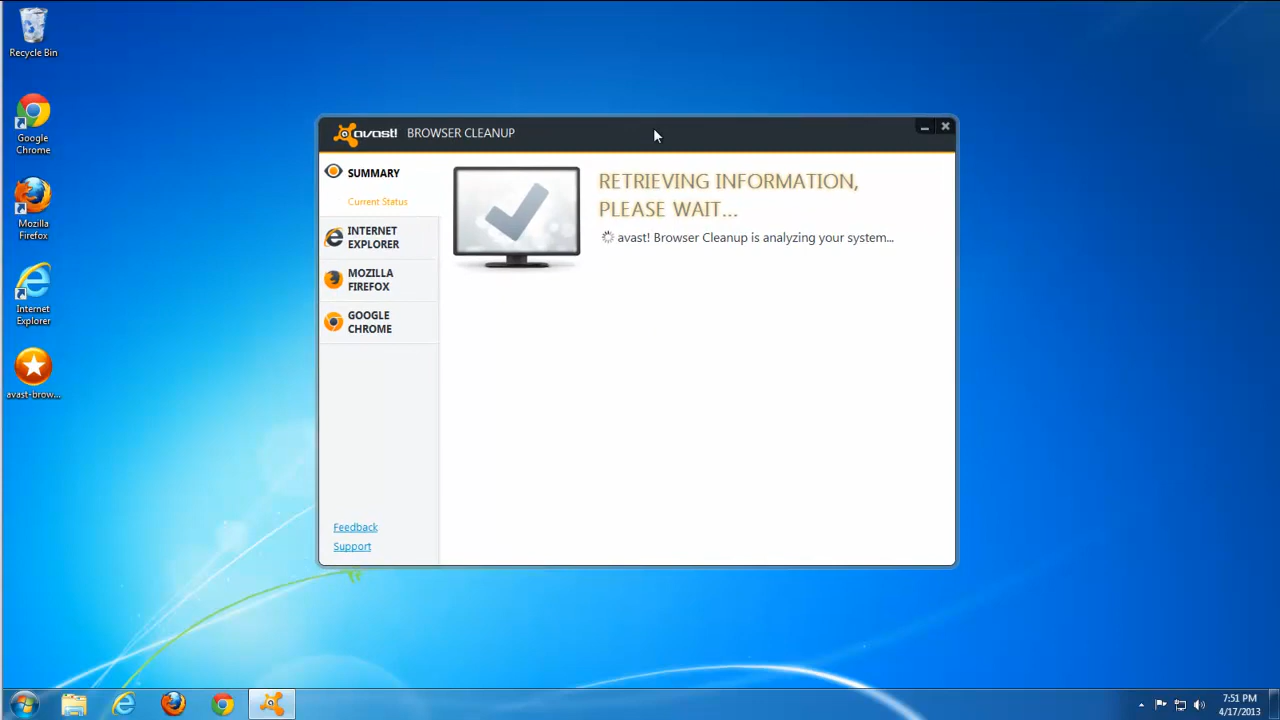 Recycle Bin
Google
Chrome
Mozilla
Firefox
Internet
Explorer
avast-brow...
avast! BROWSER CLEANUP
SUMMARY
Current Status
INTERNET
EXPLORER
MOZILLA
FIREFOX
GOOGLE
CHROME
Feedback
Support
RETRIEVING INFORMATION,
PLEASE WAIT...
avast! Browser Cleanup is analyzing your system...
7:51 PM
4/17/2013